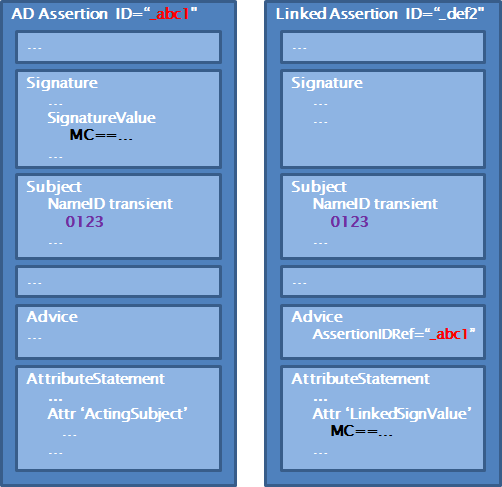 AD Assertion ID=“_abc1"
...
Signature
...
SignatureValue
MC==...
...
Subject
NameID transient
0123
...
...
Advice
...
AttributeStatement
...
Attr ‘ActingSubject’
...
...
Linked Assertion ID=“_def2"
...
Signature
...
...
Subject
NameID transient
0123
...
...
Advice
AssertionIDRef=“_abc1"
AttributeStatement
...
Attr ‘LinkedSignValue’
MC==...
...